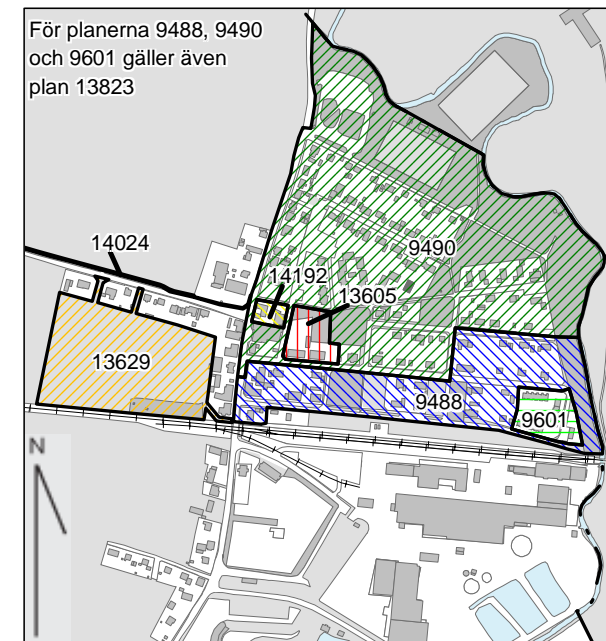 För planerna 9488, 9490
och 9601 gäller även
plan 13823
9490
14024
14192
13605
13629
9488
9601
N